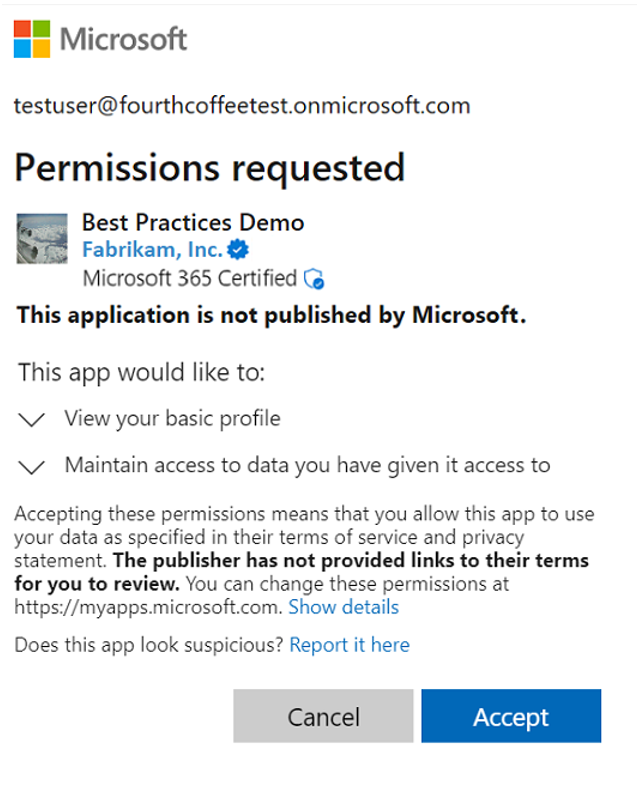 Microsoft
testuser@fourthcoffeetest.onmicrosoft.com
Permissions requested
Best Practices Demo
Fabrikam, Inc.
Microsoft 365 Certified
This application is not published by Microsoft.
This app would like to:
View your basic profile
Maintain access to data you have given it access to
Accepting these permissions means that you allow this app to use
your data as specified in their terms of service and privacy
statement. The publisher has not provided links to their terms
for you to review. You can change these permissions at
https://myapps.microsoft.com. Show details
Does this app look suspicious? Report it here
Cancel
Accept